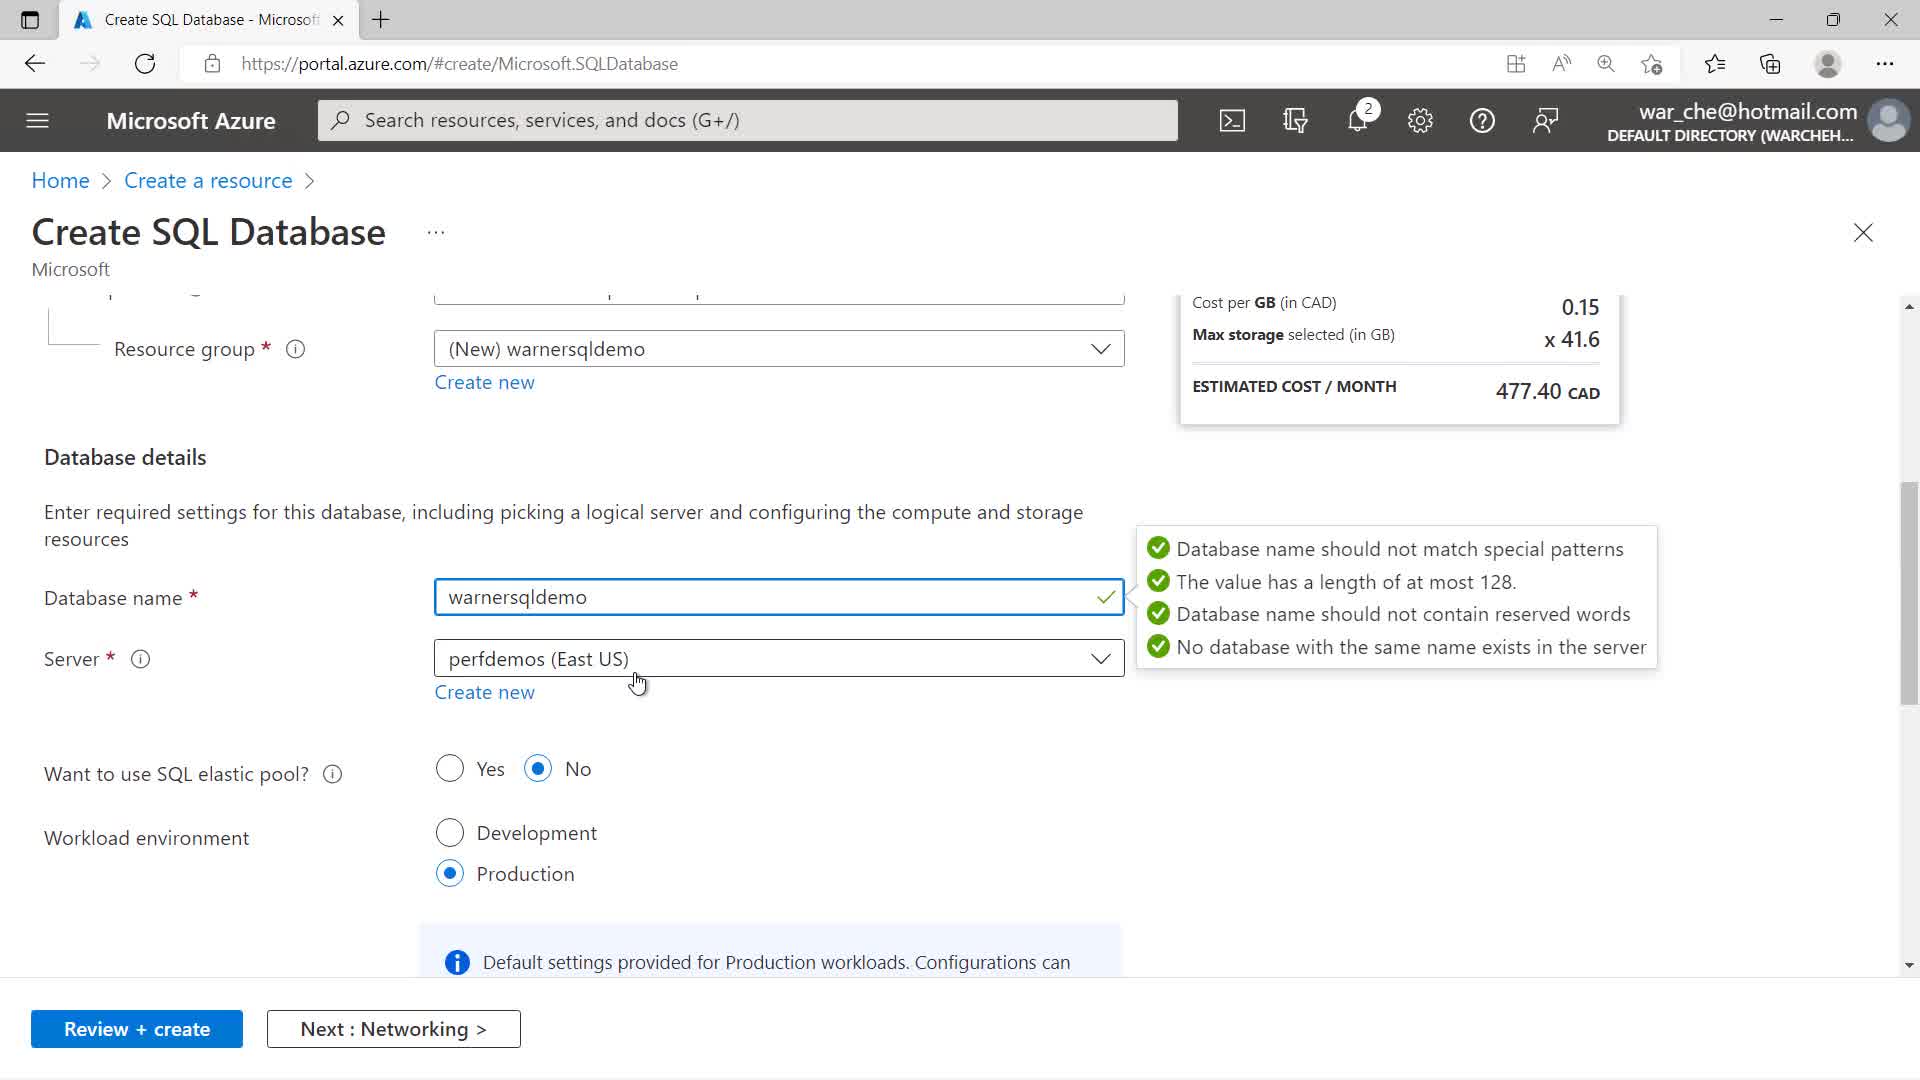 Create SQL Database - Microsof
https://portal.azure.com/#create/Microsoft.SQLDatabase
Microsoft Azure
Search resources, services, and docs (G+/)
2
war_che@hotmail.com
DEFAULT DIRECTORY (WARCHEH...
Home > Create a resource >
Create SQL Database ...
Microsoft
Cost per GB (in CAD) 0.15
Max storage selected (in GB) x 41.6
ESTIMATED COST / MONTH 477.40 CAD
Resource group * (New) warnersqldemo
Create new
Database details
Enter required settings for this database, including picking a logical server and configuring the compute and storage
resources
Database name * warnersqldemo
Database name should not match special patterns
The value has a length of at most 128.
Database name should not contain reserved words
No database with the same name exists in the server
Server * perfdemos (East US)
Create new
Want to use SQL elastic pool? Yes No
Workload environment Development
Production
Default settings provided for Production workloads. Configurations can
Review + create
Next : Networking >